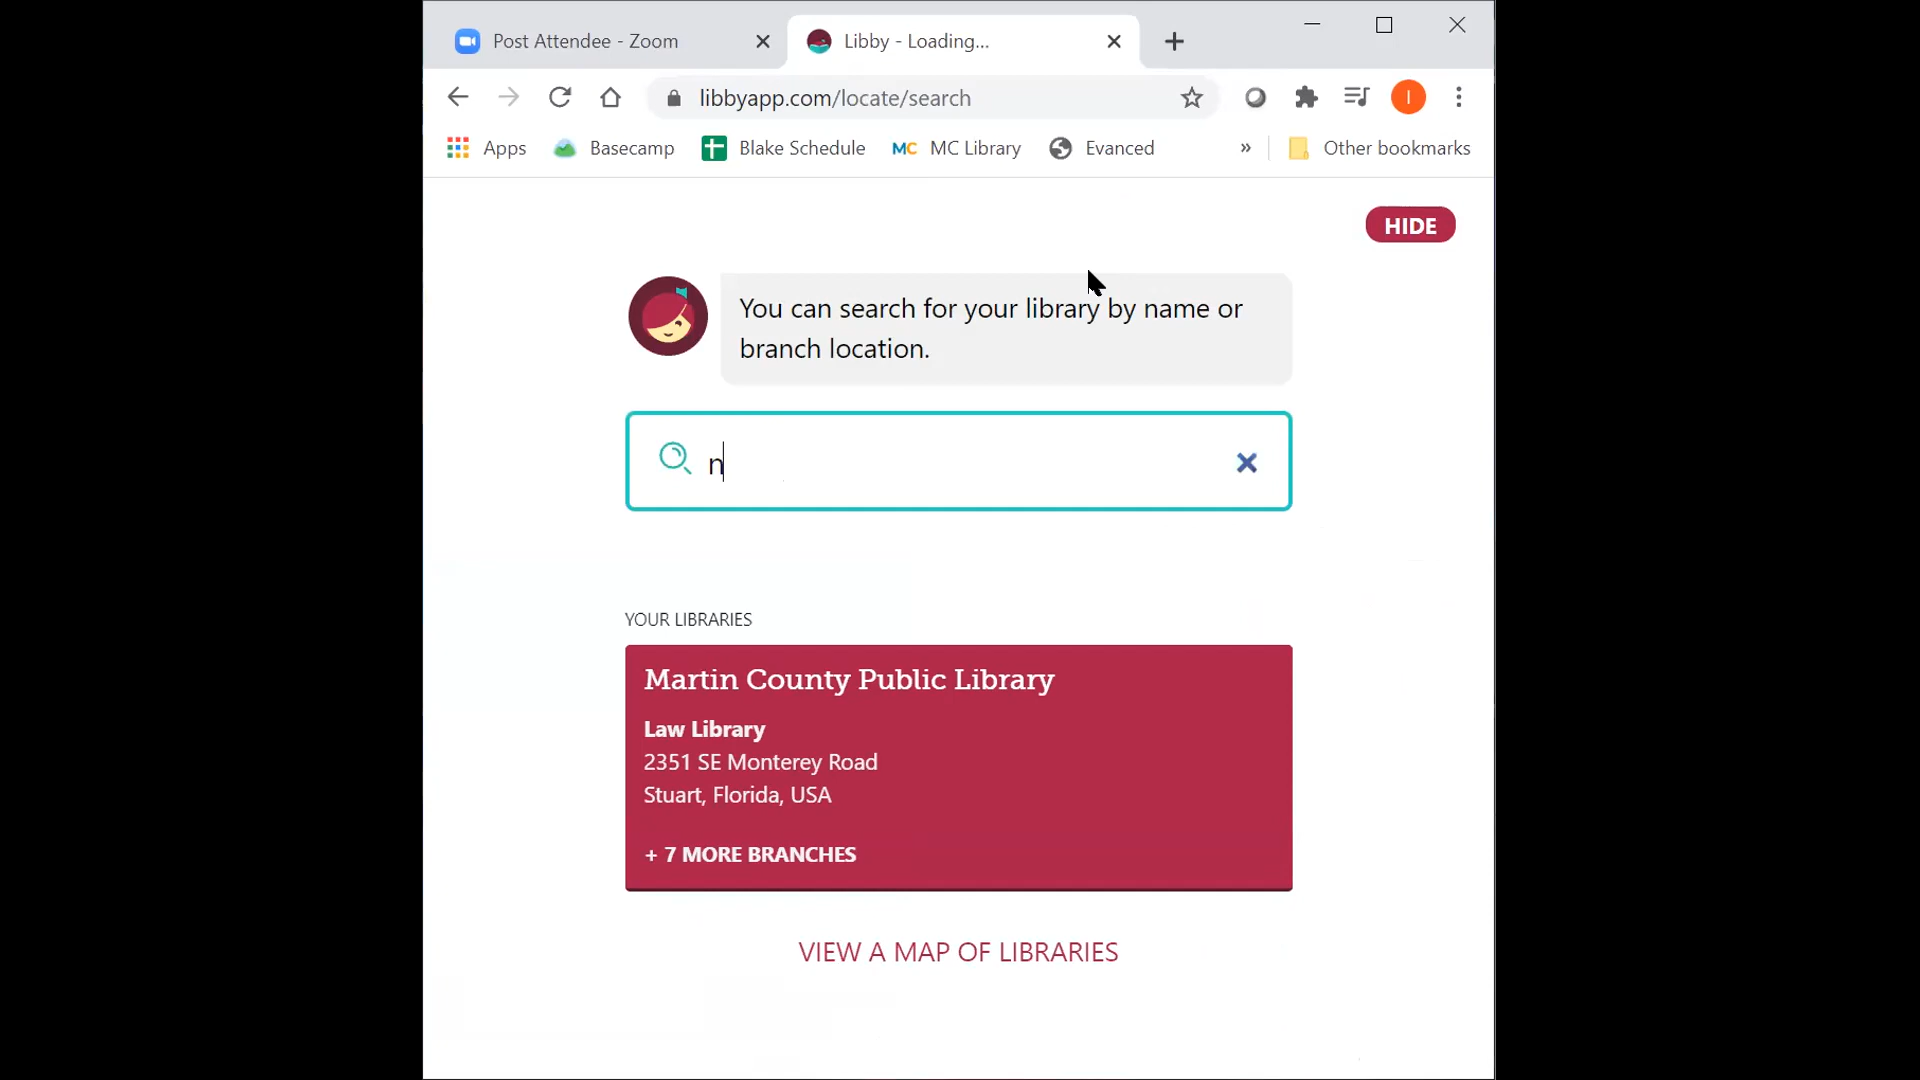 Post Attendee - Zoom
Libby - Loading...
libbyapp.com/locate/search
I
Apps
Basecamp
Blake Schedule
MC MC Library
Evanced
»
Other bookmarks
HIDE
You can search for your library by name or
branch location.
n
YOUR LIBRARIES
Martin County Public Library
Law Library
2351 SE Monterey Road
Stuart, Florida, USA
+ 7 MORE BRANCHES
VIEW A MAP OF LIBRARIES